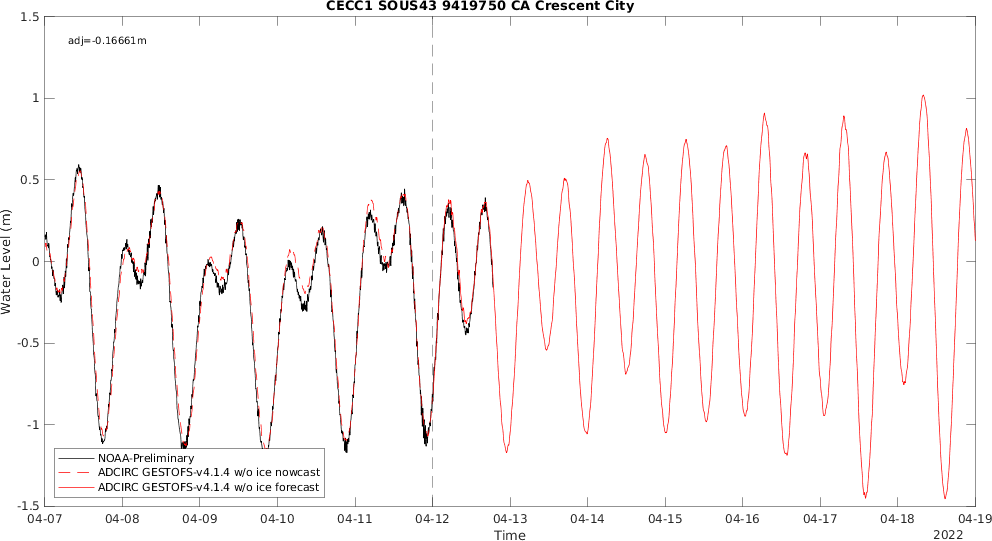 CECC1 SOUS43 9419750 CA Crescent City
adj=-0.16661m
Water Level (m)
1.5
1
0.5
0
-0.5
-1
-1.5
NOAA-Preliminary
ADCIRC GESTOFS-v4.1.4 w/o ice nowcast
ADCIRC GESTOFS-v4.1.4 w/o ice forecast
04-07 04-08 04-09 04-10 04-11 04-12 04-13 04-14 04-15 04-16 04-17 04-18 04-19
Time
2022